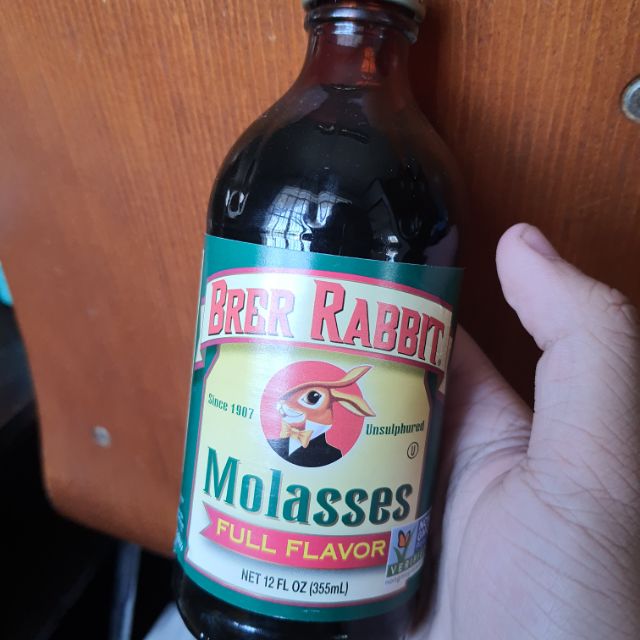 BRER RABBIT
Since 1907
Unsulphured
U
Molasses
FULL FLAVOR
NET 12 FL OZ (355mL)